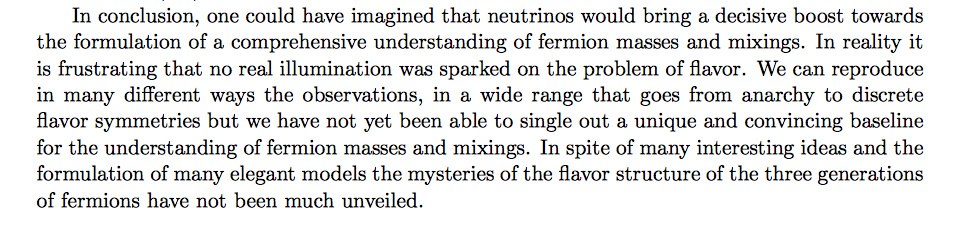 In conclusion, one could have imagined that neutrinos would bring a decisive boost towards
the formulation of a comprehensive understanding of fermion masses and mixings. In reality it
is frustrating that no real illumination was sparked on the problem of flavor. We can reproduce
in many different ways the observations, in a wide range that goes from anarchy to discrete
flavor symmetries but we have not yet been able to single out a unique and convincing baseline
for the understanding of fermion masses and mixings. In spite of many interesting ideas and the
formulation of many elegant models the mysteries of the flavor structure of the three generations
of fermions have not been much unveiled.